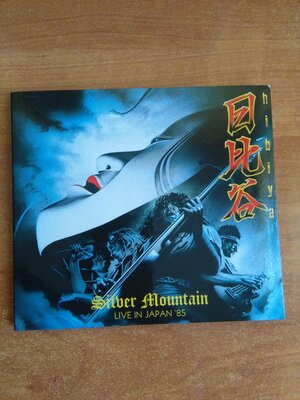 日比谷
hibiya
Silver Mountain
LIVE IN JAPAN '85